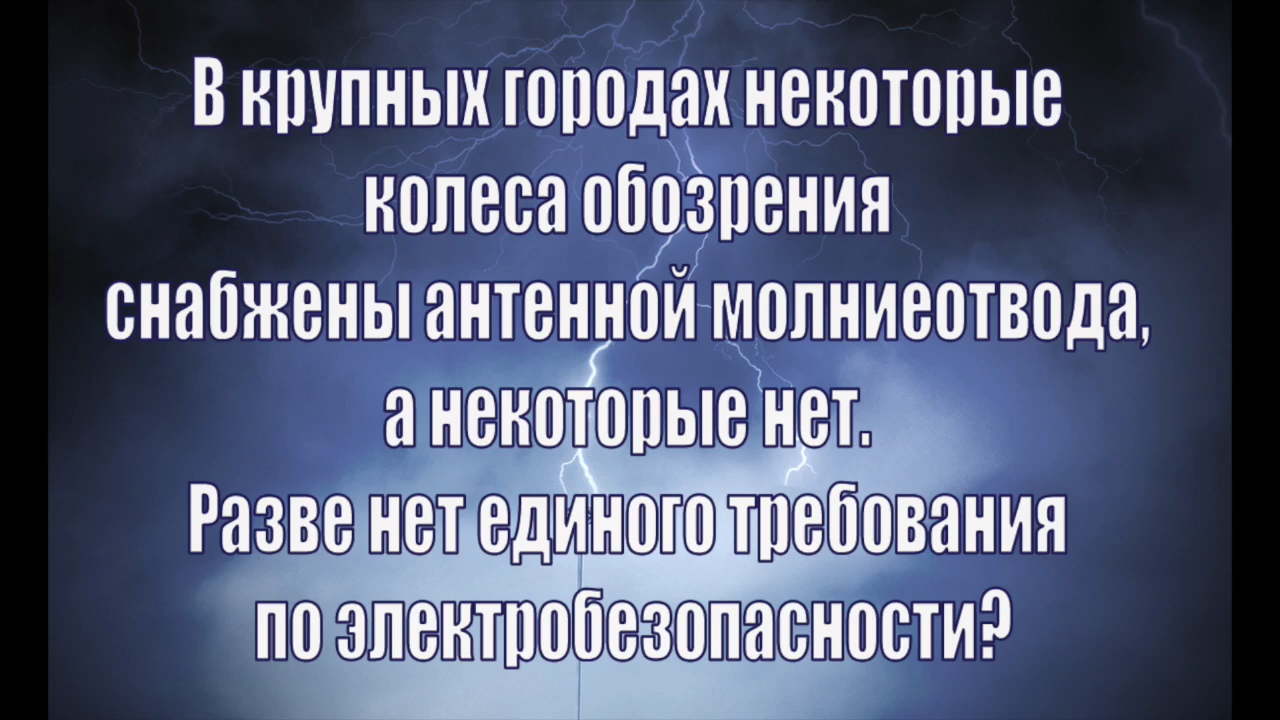 В крупных городах некоторые
колеса обозрения
снабжены антенной молниеотвода,
а некоторые нет.
Разве нет единого требования
по электробезопасности?